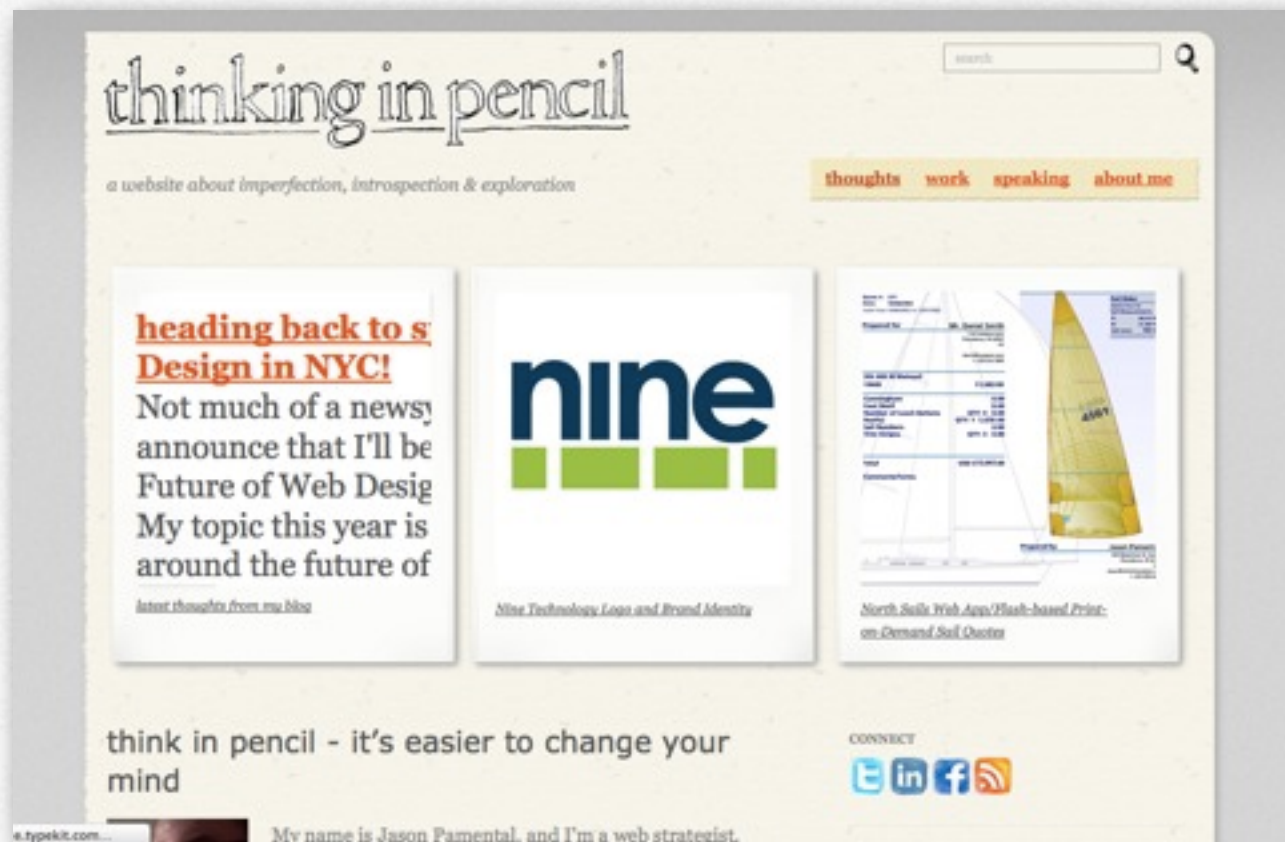 thinking in pencil
search
a website about imperfection, introspection & exploration
thoughts work speaking about me
heading back to s
Design in NYC!
Not much of a newsy
announce that I'll be
Future of Web Desig
My topic this year is
around the future of
latest thoughts from my blog
nine
Nine Technology Logo and Brand Identity
4561
North Sails Web App/Flash-based Print-
on-Demand Sail Quotes
think in pencil - it's easier to change your
mind
CONNECT
e.typekit.com...
My name is Jason Pamental, and I'm a web strategist,